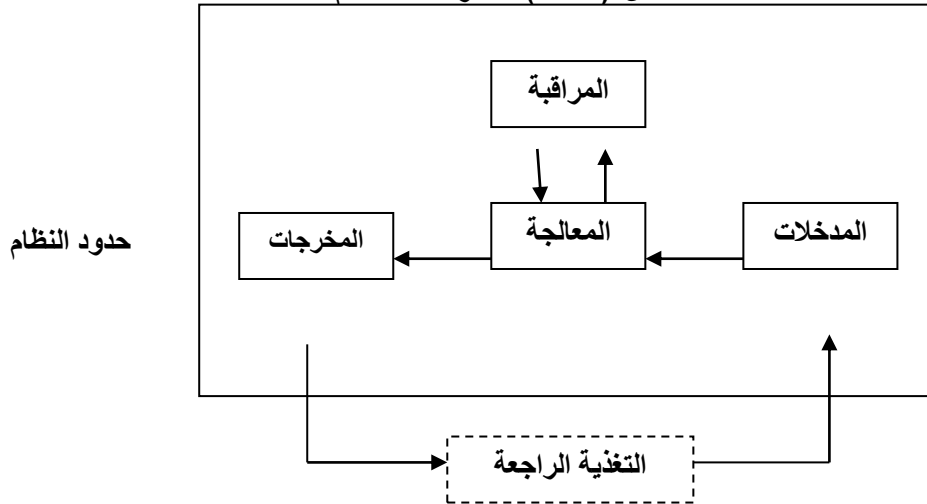 المراقبة
المدخلات
المعالجة
المخرجات
حدود النظام
التغذية الراجعة